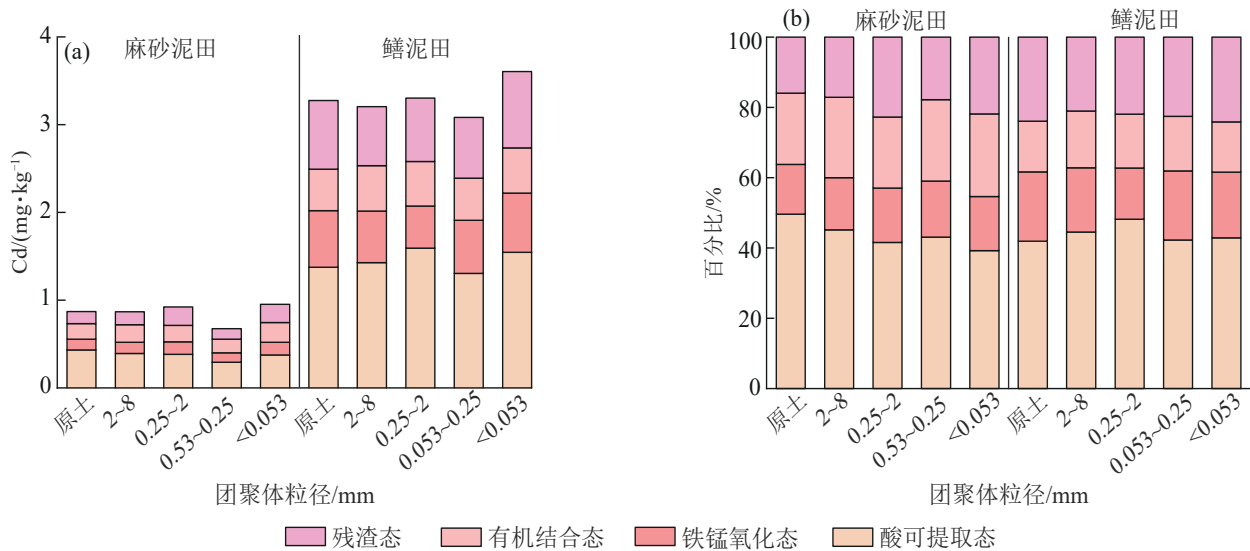 (a)
麻砂泥田
鳝泥田
Cd/(mg·kg⁻¹)
4
3
2
1
0
原土
2~8
0.25~2
0.53~0.25
<0.053
原土
2~8
0.25~2
0.053~0.25
<0.053
团聚体粒径/mm
(b)
麻砂泥田
鳝泥田
百分比/%
100
80
60
40
20
0
原土
2~8
0.25~2
0.53~0.25
<0.053
原土
2~8
0.25~2
0.053~0.25
<0.053
团聚体粒径/mm
残渣态 有机结合态 铁锰氧化态 酸可提取态